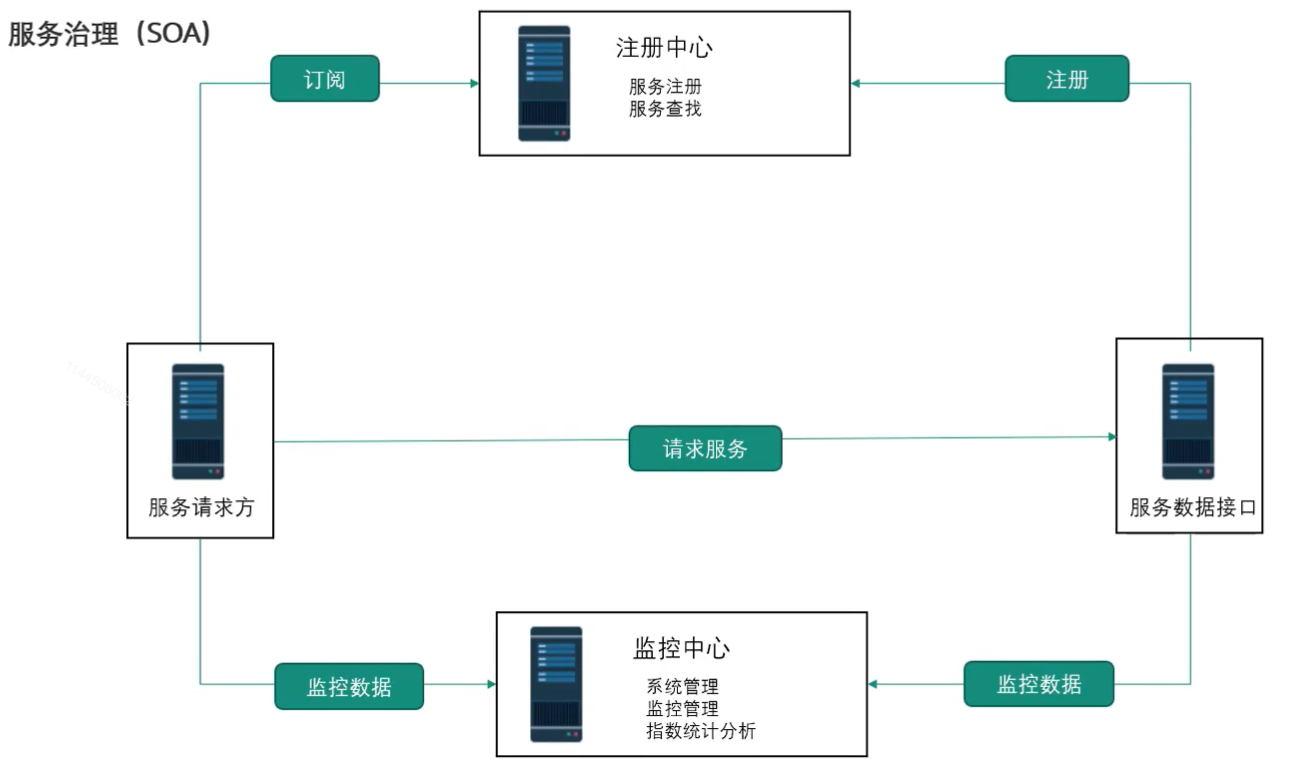 服务治理（SOA）
订阅
注册中心
服务注册
服务查找
注册
服务请求方
请求服务
服务数据接口
监控数据
监控中心
系统管理
监控管理
指数统计分析
监控数据